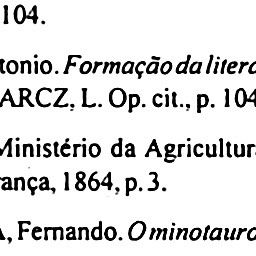 104.
tonio. Formação da litera
ARCZ, L. Op. cit., p. 104
Ministério da Agricultura
rança, 1864, p. 3.
A, Fernando. O minotauro